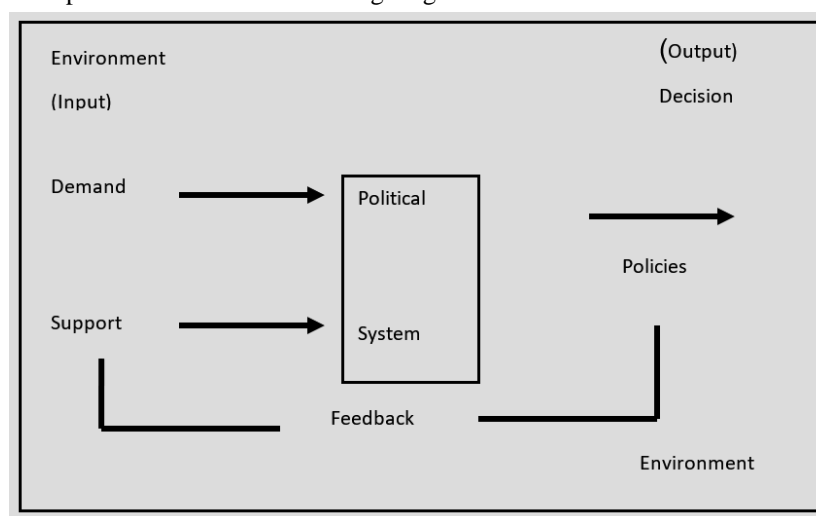 Environment
(Input)
(Output)
Decision
Demand
Political
Policies
Support
System
Feedback
Environment